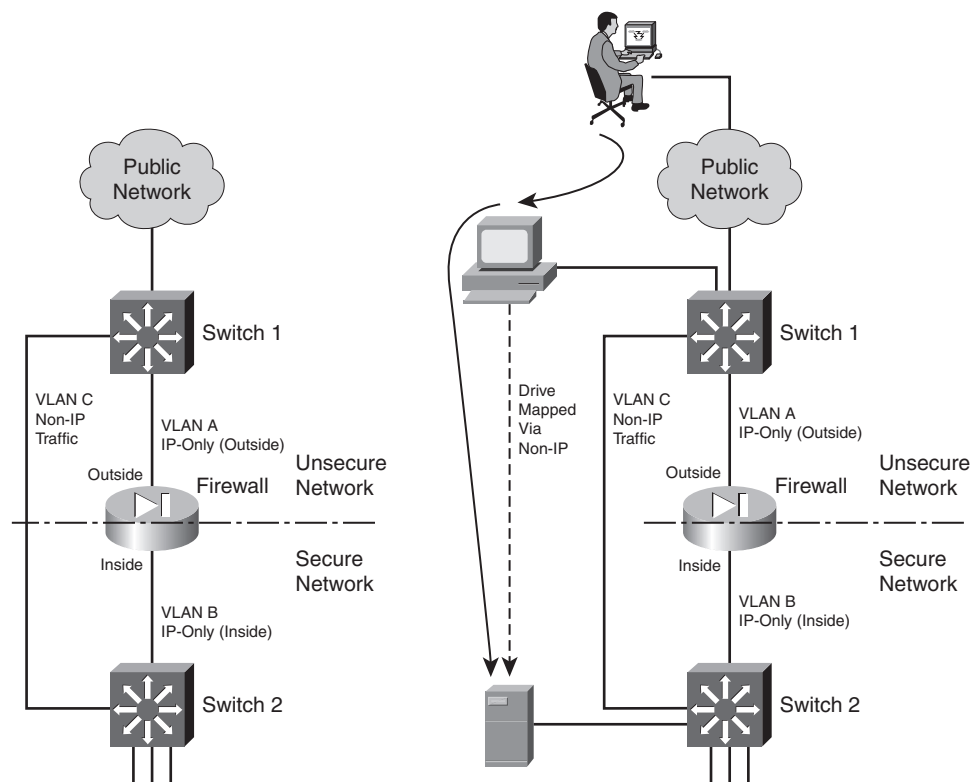 Public
Network
Switch 1
VLAN C
Non-IP
Traffic
VLAN A
IP-Only (Outside)
Outside
Firewall
Unsecure
Network
Inside
Secure
Network
VLAN B
IP-Only (Inside)
Switch 2
Public
Network
Switch 1
Drive
Mapped
Via
Non-IP
VLAN C
Non-IP
Traffic
VLAN A
IP-Only (Outside)
Outside
Firewall
Unsecure
Network
Inside
Secure
Network
VLAN B
IP-Only (Inside)
Switch 2